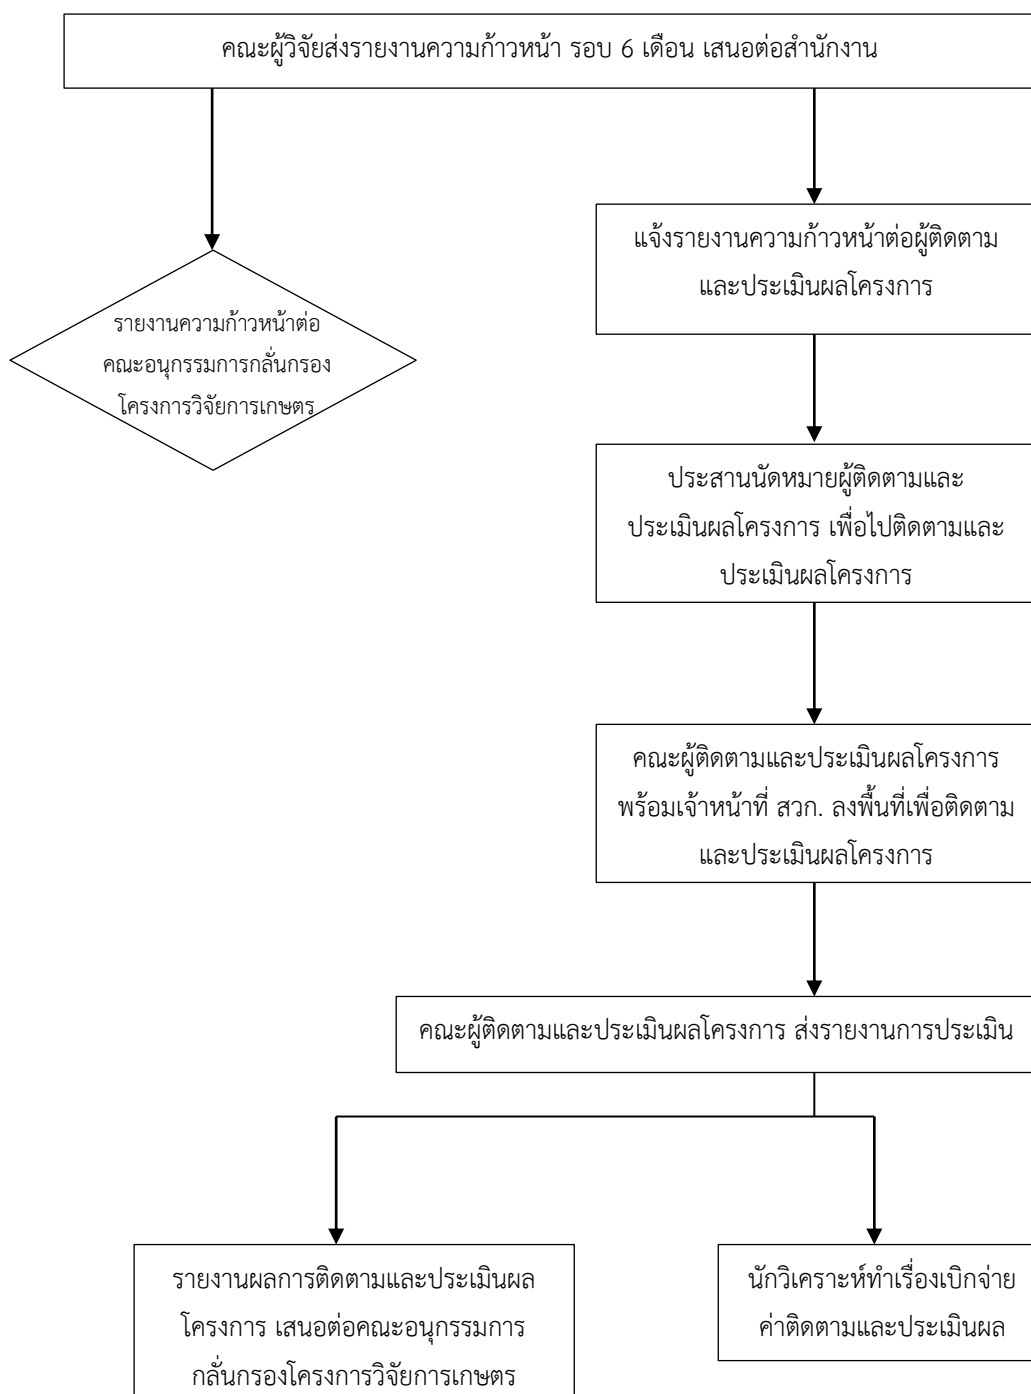 คณะผู้วิจัยส่งรายงานความก้าวหน้า รอบ 6 เดือน เสนอต่อสำนักงาน
แจ้งรายงานความก้าวหน้าต่อผู้ติดตาม
และประเมินผลโครงการ
รายงานความก้าวหน้าต่อ
คณะอนุกรรมการกลั่นกรอง
โครงการวิจัยการเกษตร
ประสานนัดหมายผู้ติดตามและ
ประเมินผลโครงการ เพื่อไปติดตามและ
ประเมินผลโครงการ
คณะผู้ติดตามและประเมินผลโครงการ
พร้อมเจ้าหน้าที่ สวก. ลงพื้นที่เพื่อติดตาม
และประเมินผลโครงการ
คณะผู้ติดตามและประเมินผลโครงการ ส่งรายงานการประเมิน
รายงานผลการติดตามและประเมินผล
โครงการ เสนอต่อคณะอนุกรรมการ
กลั่นกรองโครงการวิจัยการเกษตร
นักวิเคราะห์ทำเรื่องเบิกจ่าย
ค่าติดตามและประเมินผล